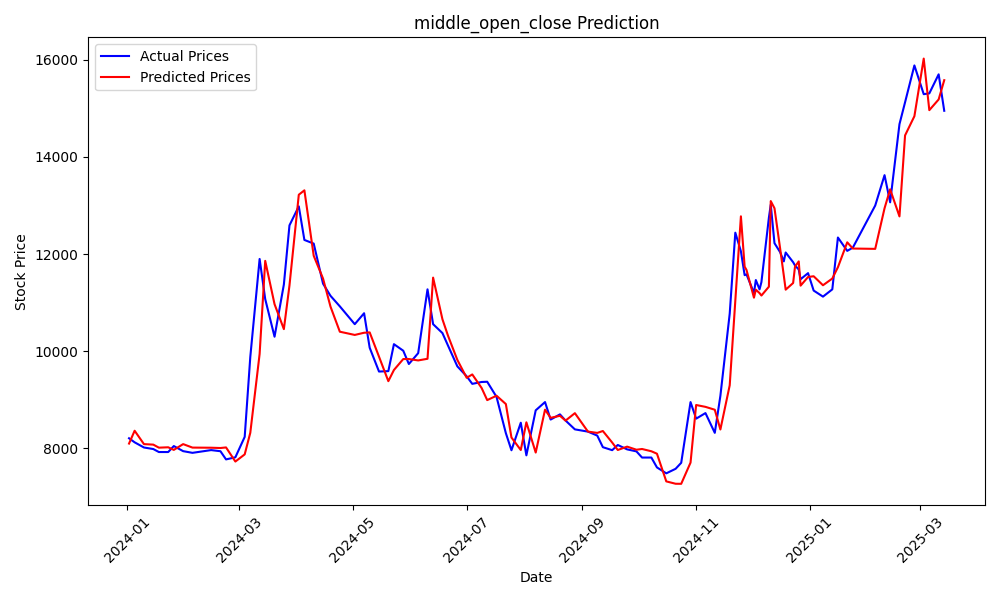 middle_open_close Prediction
Actual Prices
Predicted Prices
16000
14000
12000
10000
8000
Stock Price
2024-01
2024-03
2024-05
2024-07
2024-09
2024-11
2025-01
2025-03
Date